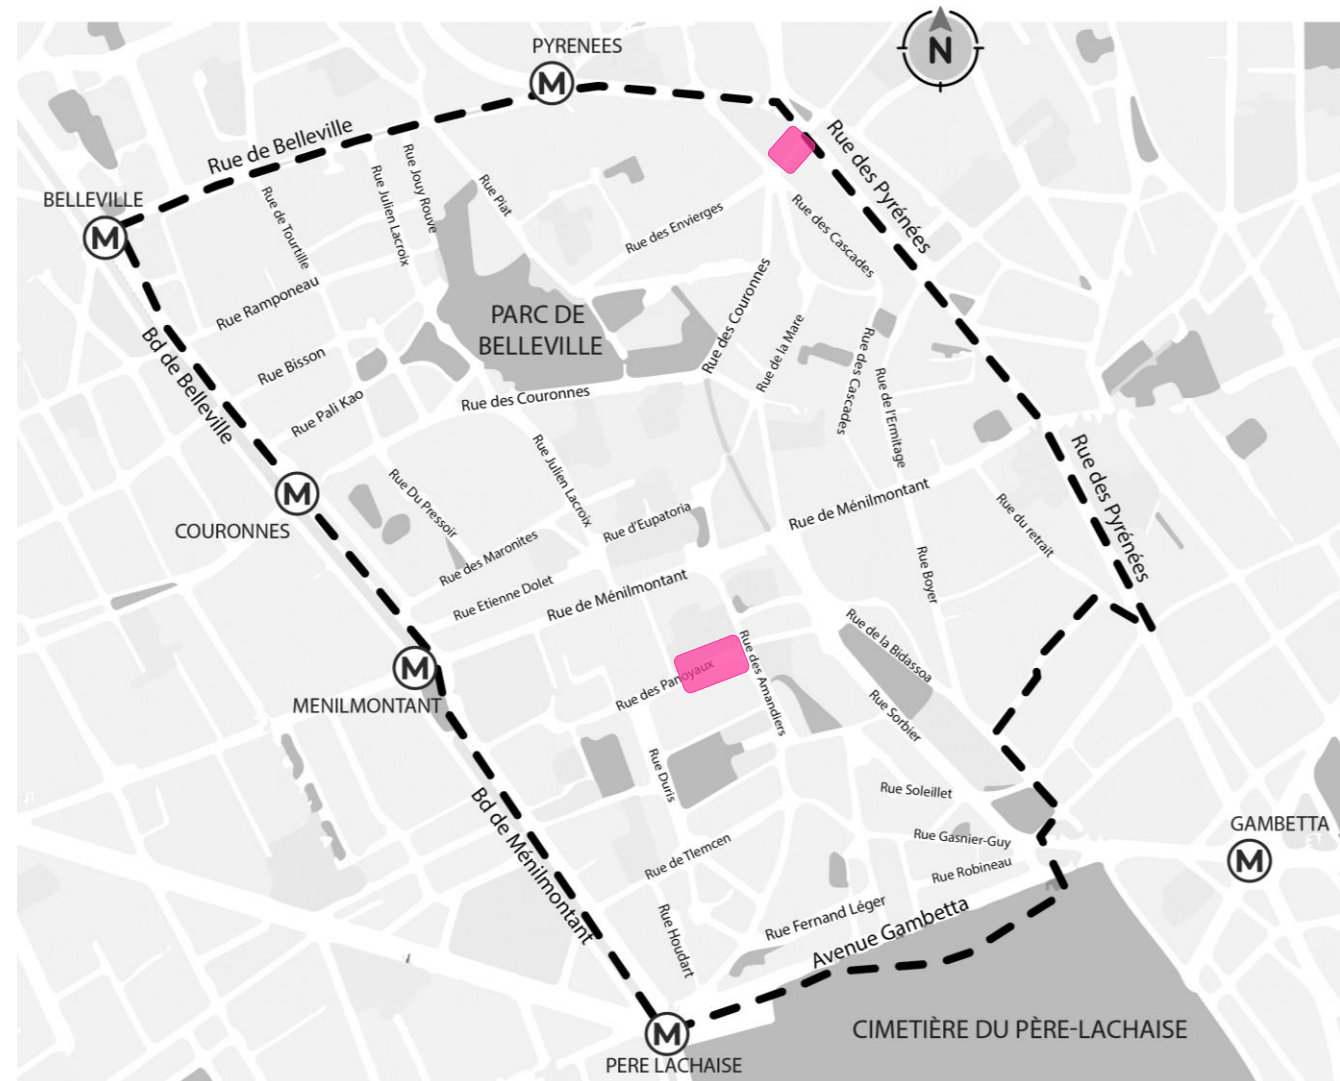 PYRENEES
M
N
Rue de Belleville
Rue des Pyrénées
BELLEVILLE
M
Rue de Tourtille
Rue Julien Lacroix
Rue Jouy Rouve
Rue Piat
Rue des Envierges
Rue des Cascades
Rue Ramponeau
PARC DE
BELLEVILLE
Rue des Couronnes
Rue de la Mare
Bd de Belleville
Rue Bisson
Rue Pali Kao
Rue des Couronnes
Rue des Cascades
Rue de l'Ermitage
Rue des Pyrénées
M
COURONNES
Rue Du Pressoir
Rue Julien Lacroix
Rue d'Eupatoria
Rue de Ménilmontant
Rue du retrait
Rue des Maronites
Rue Etienne Dolet
Rue de Ménilmontant
Rue Boyer
M
MENILMONTANT
Rue des Panoyaux
Rue des Amandiers
Rue de la Bidassoa
Rue Sorbier
Rue Duris
Bd de Ménilmontant
Rue Soleillet
Rue Gasnier-Guy
Rue Robineau
GAMBETTA
M
Rue de Tlemcen
Rue Houdart
Rue Fernand Léger
Avenue Gambetta
M
PERE LACHAISE
CIMETIÈRE DU PÈRE-LACHAISE